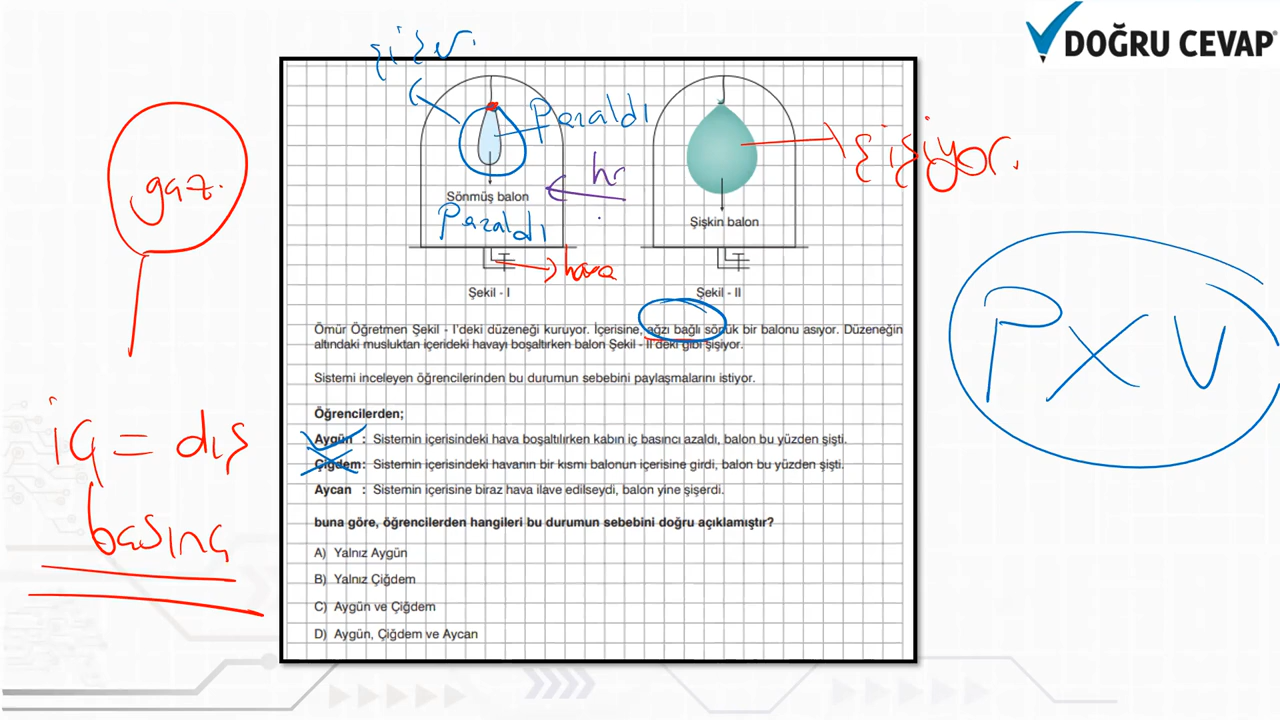 DOĞRU CEVAP
şişer.
P azaldı
hr
Sönmüş balon
P azaldı
hava
Şekil - I
şişiyor.
Şişkin balon
Şekil - II
gaz.
iç = dış
basınç
P X V
Ömür Öğretmen Şekil - I'deki düzeneği kuruyor. İçerisine, ağzı bağlı sönük bir balonu asıyor. Düzeneğin
altındaki musluktan içerideki havayı boşaltırken balon Şekil - II'deki gibi şişiyor.
Sistemi inceleyen öğrencilerinden bu durumun sebebini paylaşmalarını istiyor.
Öğrencilerden;
Aygün : Sistemin içerisindeki hava boşaltılırken kabın iç basıncı azaldı, balon bu yüzden şişti.
Çiğdem : Sistemin içerisindeki havanın bir kısmı balonun içerisine girdi, balon bu yüzden şişti.
Aycan : Sistemin içerisine biraz hava ilave edilseydi, balon yine şişerdi.
buna göre, öğrencilerden hangileri bu durumun sebebini doğru açıklamıştır?
A) Yalnız Aygün
B) Yalnız Çiğdem
C) Aygün ve Çiğdem
D) Aygün, Çiğdem ve Aycan